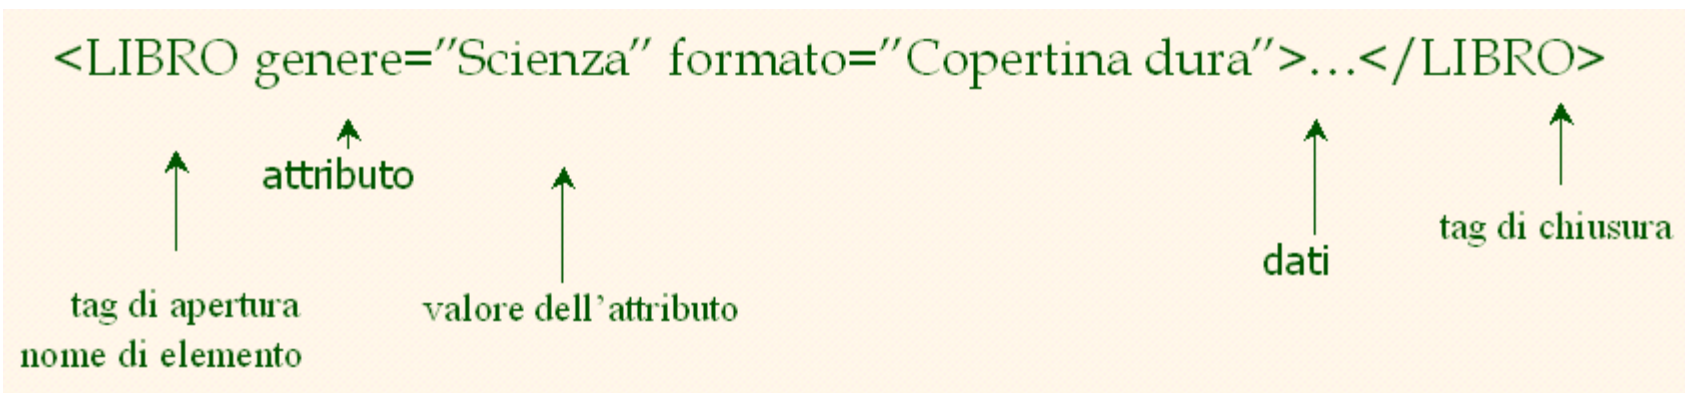 <LIBRO genere=”Scienza” formato=”Copertina dura”>...</LIBRO>
attributo
tag di chiusura
dati
tag di apertura
valore dell’attributo
nome di elemento